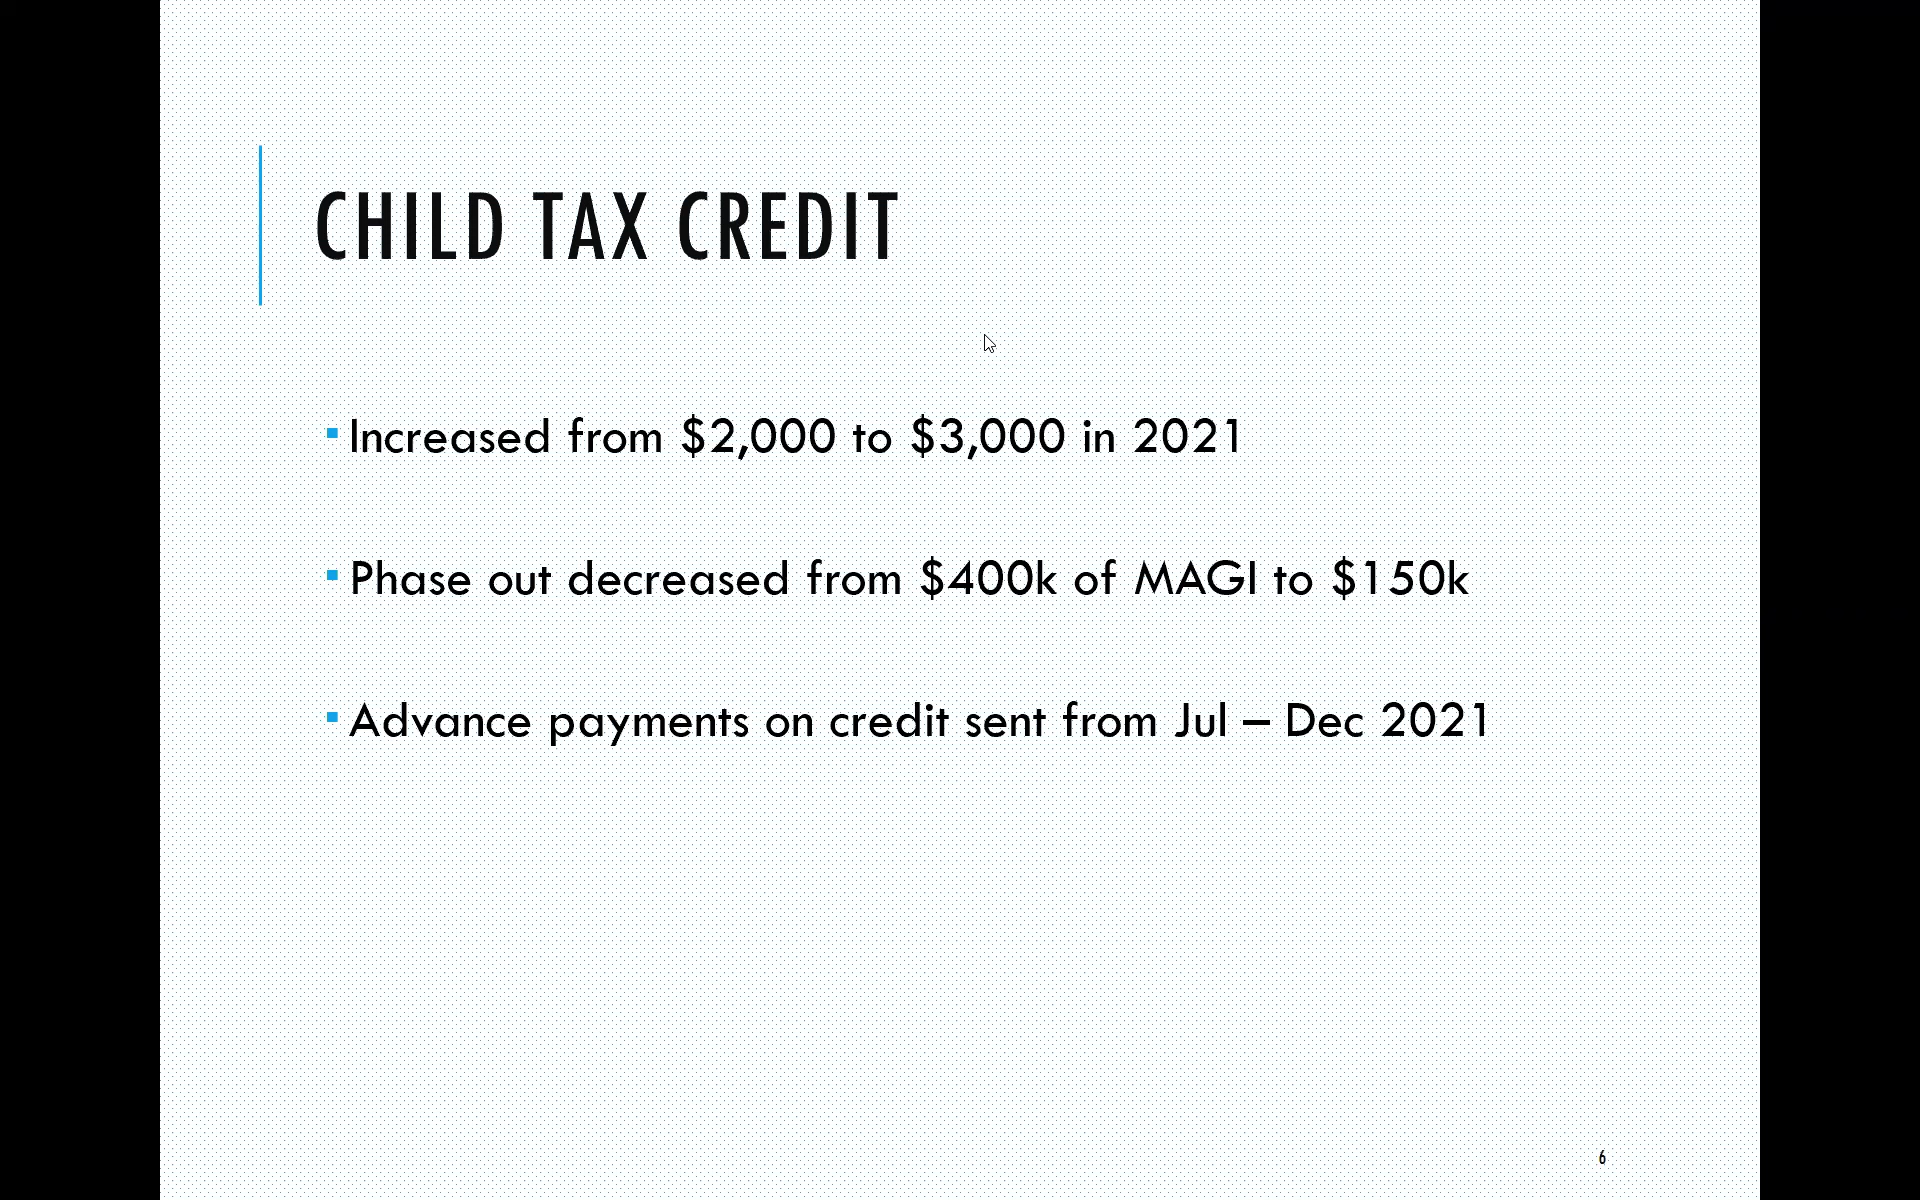 CHILD TAX CREDIT
▪ Increased from $2,000 to $3,000 in 2021
▪ Phase out decreased from $400k of MAGI to $150k
▪ Advance payments on credit sent from Jul – Dec 2021
6